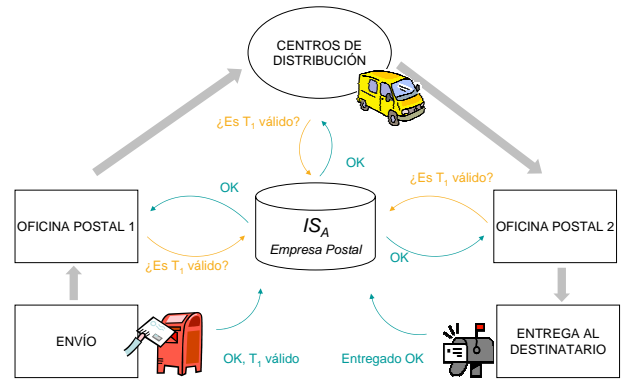 CENTROS DE
DISTRIBUCIÓN
¿Es T1 válido?
OK
OK
¿Es T1 válido?
OFICINA POSTAL 1
ISA
Empresa Postal
OFICINA POSTAL 2
¿Es T1 válido?
OK
ENVÍO
OK, T1 válido
Entregado OK
ENTREGA AL
DESTINATARIO